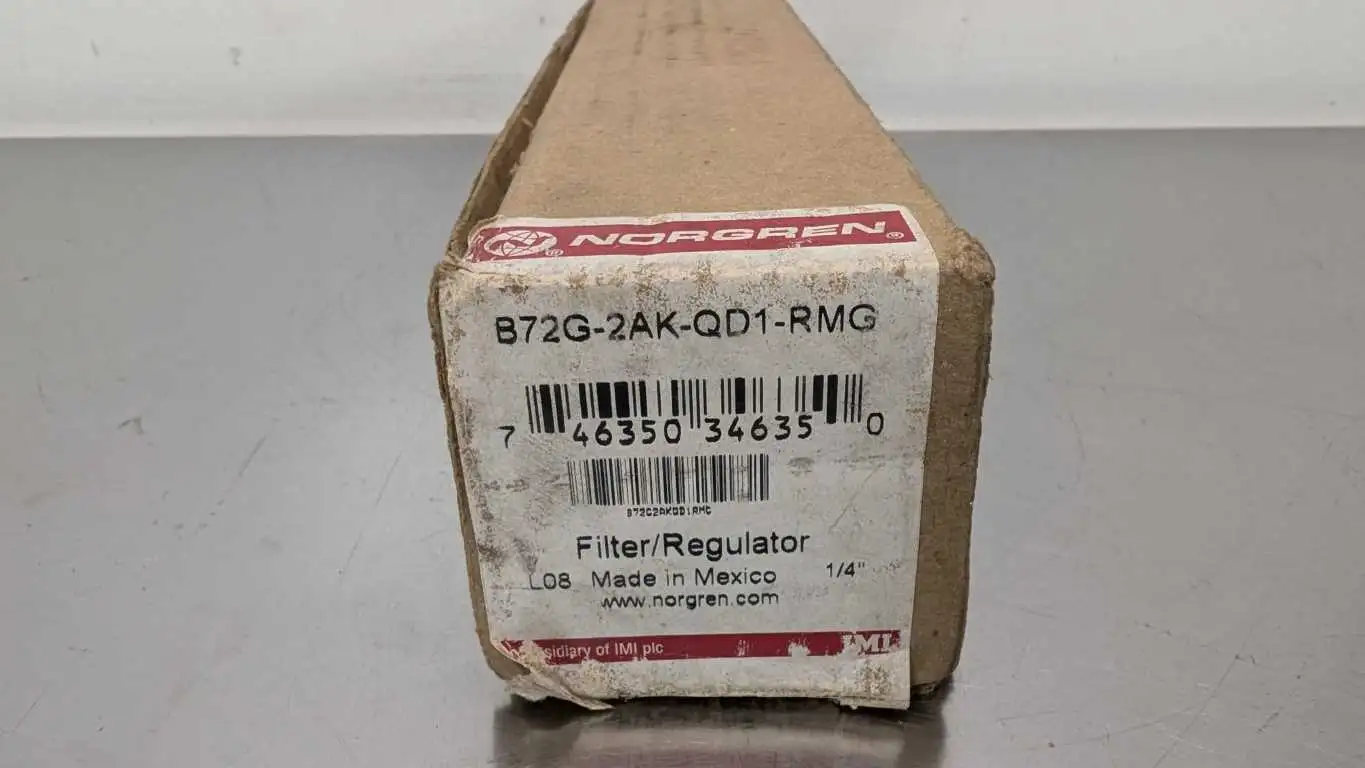 NORGREN®
B72G-2AK-QD1-RMG
7 46350 34635 0
B72G2AKQD1RMG
Filter/Regulator
L08 Made in Mexico 1/4"
www.norgren.com
of IMI plc IMI